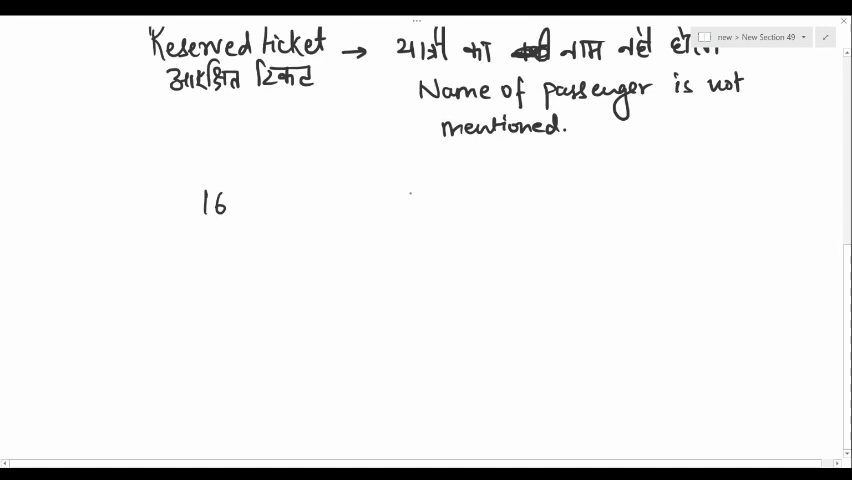 Reserved ticket → यात्री का नाम नही होता
आरक्षित टिकट
Name of passenger is not
mentioned.
16
new > New Section 49